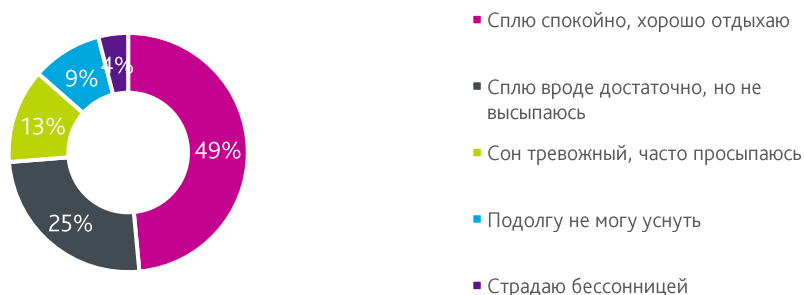 Сплю спокойно, хорошо отдыхаю
Сплю вроде достаточно, но не
высыпаюсь
Сон тревожный, часто просыпаюсь
Подолгу не могу уснуть
Страдаю бессонницей
4%
9%
13%
49%
25%